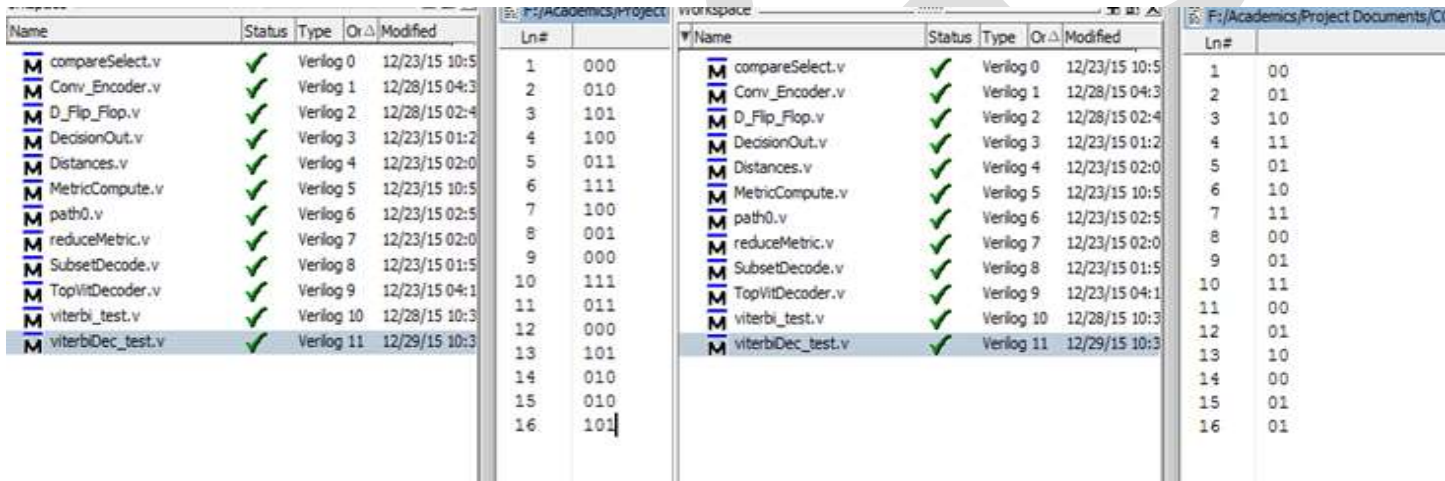 F:/Academics/Project
Name Status Type Or Modified
compareSelect.v Verilog 0 12/23/15 10:5
Conv_Encoder.v Verilog 1 12/28/15 04:3
D_Flip_Flop.v Verilog 2 12/28/15 02:4
DecisionOut.v Verilog 3 12/23/15 01:2
Distances.v Verilog 4 12/23/15 02:0
MetricCompute.v Verilog 5 12/23/15 10:5
path0.v Verilog 6 12/23/15 02:5
reduceMetric.v Verilog 7 12/23/15 02:0
SubsetDecode.v Verilog 8 12/23/15 01:5
TopVitDecoder.v Verilog 9 12/23/15 04:1
viterbi_test.v Verilog 10 12/28/15 10:3
viterbiDec_test.v Verilog 11 12/29/15 10:3
Ln#
1 000
2 010
3 101
4 100
5 011
6 111
7 100
8 001
9 000
10 111
11 011
12 000
13 101
14 010
15 010
16 101
Workspace
Name Status Type Or Modified
compareSelect.v Verilog 0 12/23/15 10:5
Conv_Encoder.v Verilog 1 12/28/15 04:3
D_Flip_Flop.v Verilog 2 12/28/15 02:4
DecisionOut.v Verilog 3 12/23/15 01:2
Distances.v Verilog 4 12/23/15 02:0
MetricCompute.v Verilog 5 12/23/15 10:5
path0.v Verilog 6 12/23/15 02:5
reduceMetric.v Verilog 7 12/23/15 02:0
SubsetDecode.v Verilog 8 12/23/15 01:5
TopVitDecoder.v Verilog 9 12/23/15 04:1
viterbi_test.v Verilog 10 12/28/15 10:3
viterbiDec_test.v Verilog 11 12/29/15 10:3
F:/Academics/Project Documents/C
Ln#
1 00
2 01
3 10
4 11
5 01
6 10
7 11
8 00
9 01
10 11
11 00
12 01
13 10
14 00
15 01
16 01